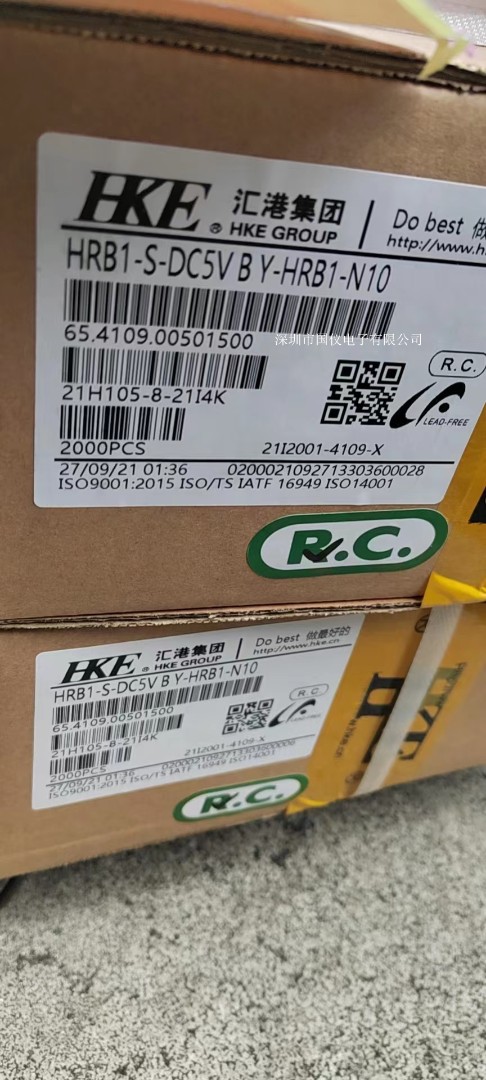 HKE ® 汇港集团 HKE GROUP
Do best 做
http://www.h
HRB1-S-DC5V B Y-HRB1-N10
65.4109.00501500
深圳市国仪电子有限公司
R.C.
21H105-8-21I4K
LEAD-FREE
2000PCS
21I2001-4109-X
27/09/21 01:36 0200021092713303600028
ISO9001:2015 ISO/TS IATF 16949 ISO14001
R.C.
HKE ® 汇港集团 HKE GROUP
Do best 做最好的
http://www.hke.cn
HRB1-S-DC5V B Y-HRB1-N10
65.4109.00501500
R.C.
21H105-8-21I4K
LEAD-FREE
2000PCS
21I2001-4109-X
27/09/21 01:36 0200021092713303600006
ISO9001:2015 ISO/TS IATF 16949 ISO14001
R.C.